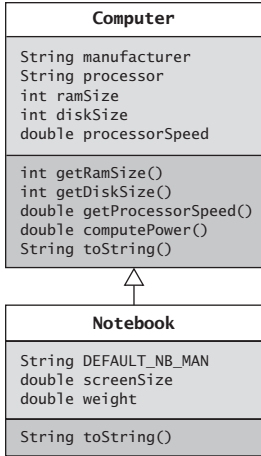 Computer
String manufacturer
String processor
int ramSize
int diskSize
double processorSpeed
int getRamSize()
int getDiskSize()
double getProcessorSpeed()
double computePower()
String toString()
Notebook
String DEFAULT_NB_MAN
double screenSize
double weight
String toString()